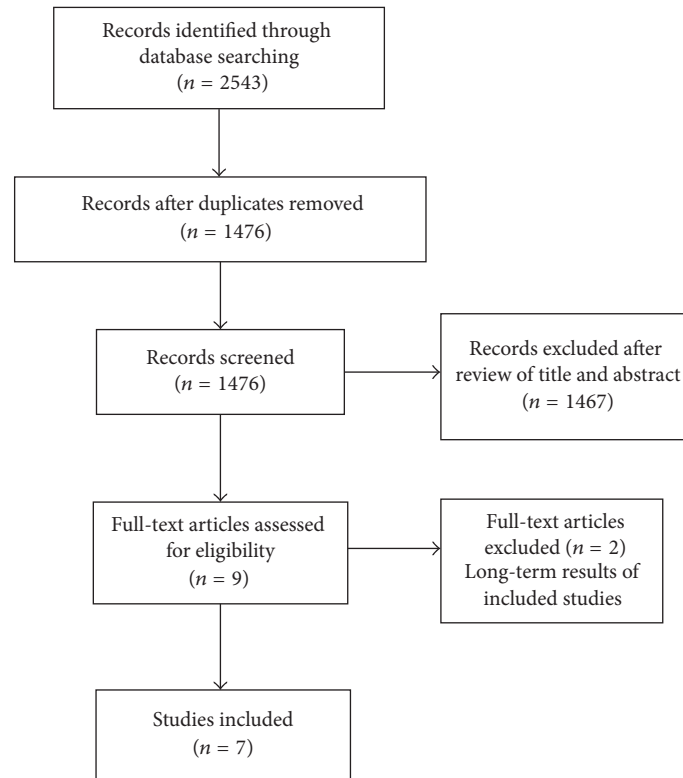 Records identified through
database searching
(n = 2543)
Records after duplicates removed
(n = 1476)
Records screened
(n = 1476)
Records excluded after
review of title and abstract
(n = 1467)
Full-text articles assessed
for eligibility
(n = 9)
Full-text articles
excluded (n = 2)
Long-term results of
included studies
Studies included
(n = 7)